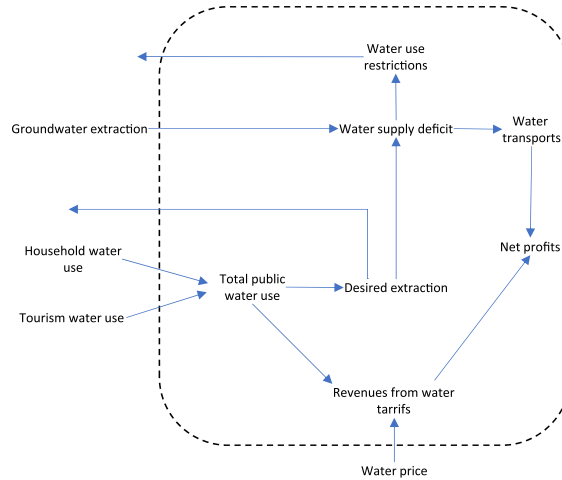 Water use
restrictions
Groundwater extraction
Water supply deficit
Water
transports
Household water
use
Net profits
Total public
water use
Desired extraction
Tourism water use
Revenues from water
tarrifs
Water price